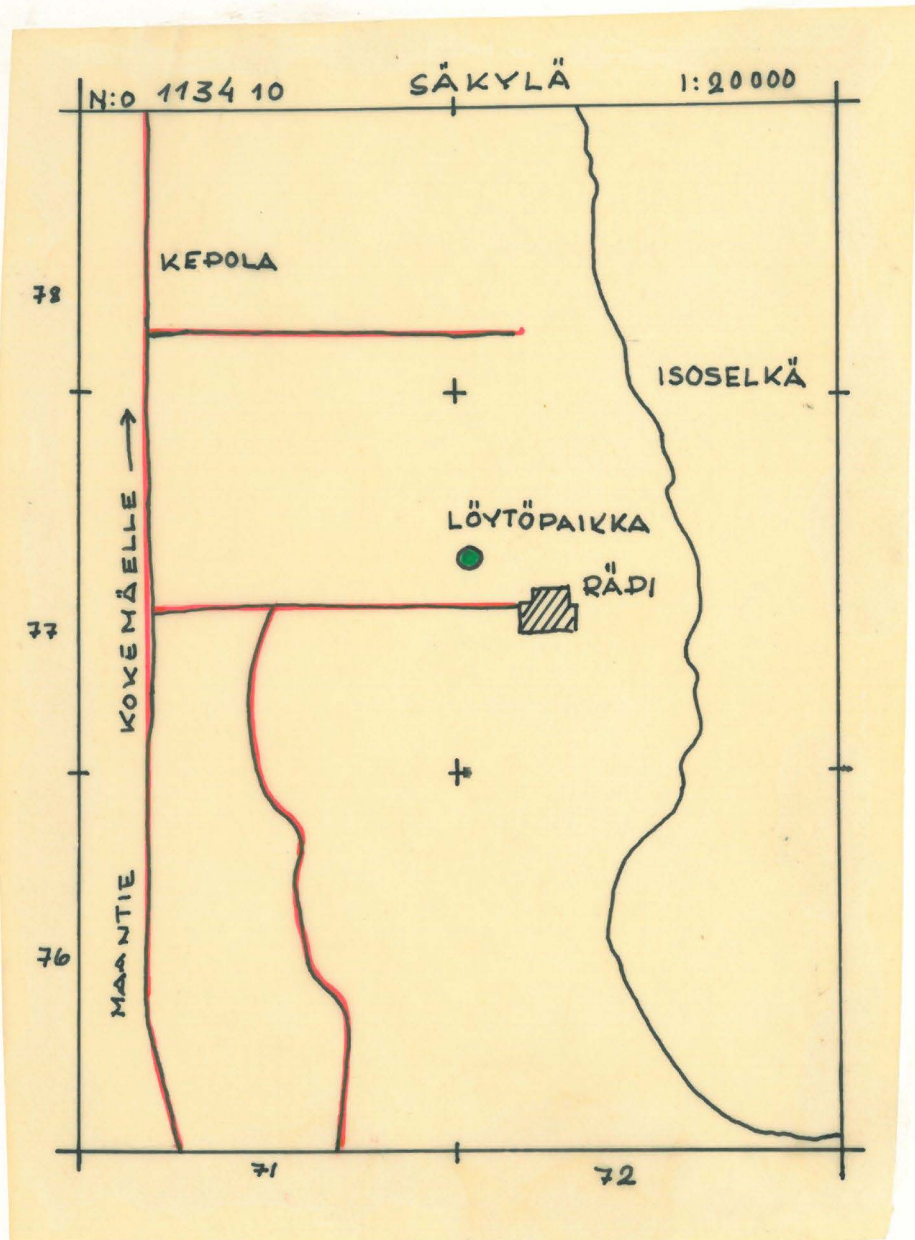 N:o 1134 10 SÄKYLÄ 1:20000
KEPOLA
78
ISOSELKÄ
KOKEMÄELLE →
LÖYTÖPAIKKA
RÄPI
77
MAANTIE
76
71
72